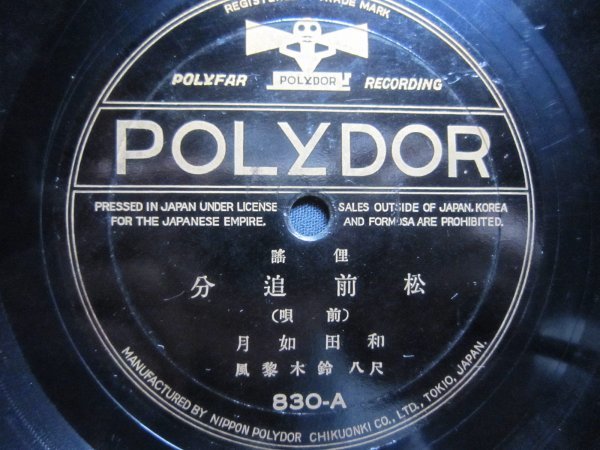 REGISTERED TRADE MARK
POLYDOR
POLYFAR RECORDING
POLYDOR
PRESSED IN JAPAN UNDER LICENSE
FOR THE JAPANESE EMPIRE.
SALES OUTSIDE OF JAPAN, KOREA
AND FORMOSA ARE PROHIBITED.
俚謠
松前追分
(前唄)
和田如月
尺八鈴木黎風
830-A
MANUFACTURED BY NIPPON POLYDOR CHIKUONKI CO., LTD., TOKIO, JAPAN.